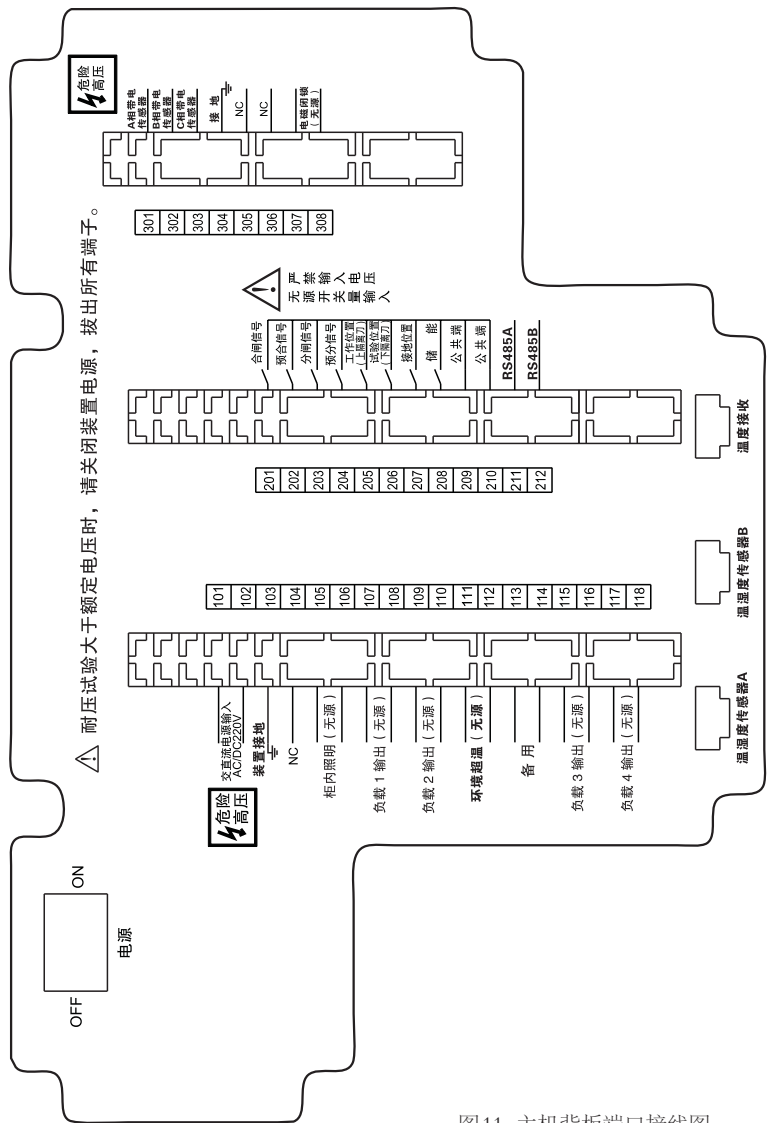 危险
高压
A相带电
传感器
B相带电
传感器
C相带电
传感器
接 地
NC
NC
电磁闭锁
(无源)
301
302
303
304
305
306
307
308
⚠ 耐压试验大于额定电压时，请关闭装置电源，拔出所有端子。
严禁输入电压
无源开关量输入
合闸信号
预合信号
分闸信号
预分信号
工作位置
(上隔离刀)
试验位置
(下隔离刀)
接地位置
储 能
公共端
公共端
RS485A
RS485B
201
202
203
204
205
206
207
208
209
210
211
212
101
102
103
104
105
106
107
108
109
110
111
112
113
114
115
116
117
118
交直流电源输入
AC/DC220V
装置接地
NC
柜内照明(无源)
负载1输出(无源)
负载2输出(无源)
环境超温(无源)
备 用
负载3输出(无源)
负载4输出(无源)
危险
高压
温度接收
温湿度传感器B
温湿度传感器A
ON
OFF
电源
图11 主机背板端口接线图